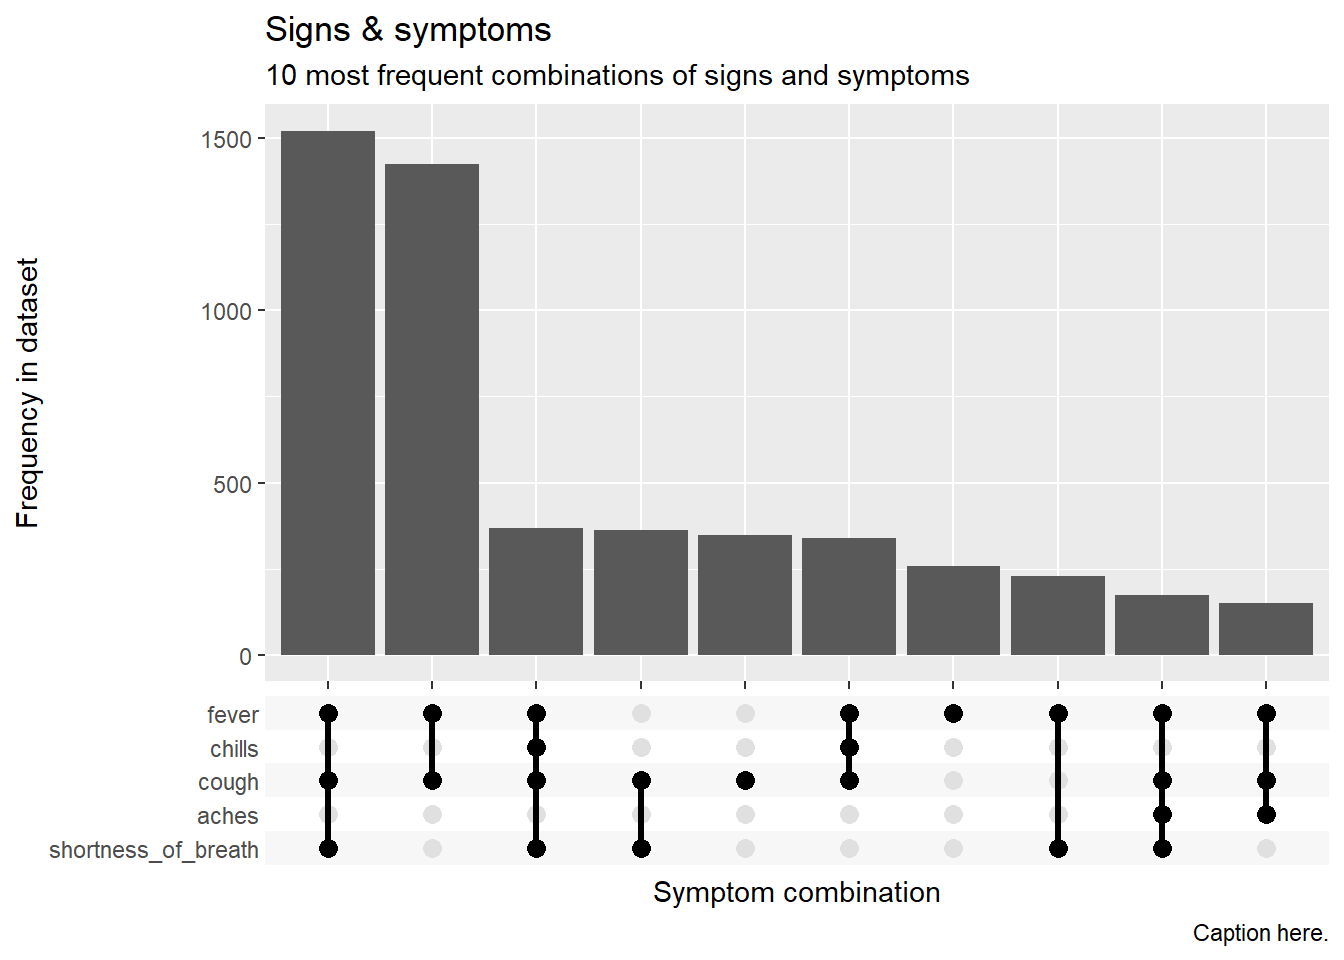 Signs & symptoms
10 most frequent combinations of signs and symptoms
Frequency in dataset
1500
1000
500
0
fever
chills
cough
aches
shortness_of_breath
Symptom combination
Caption here.